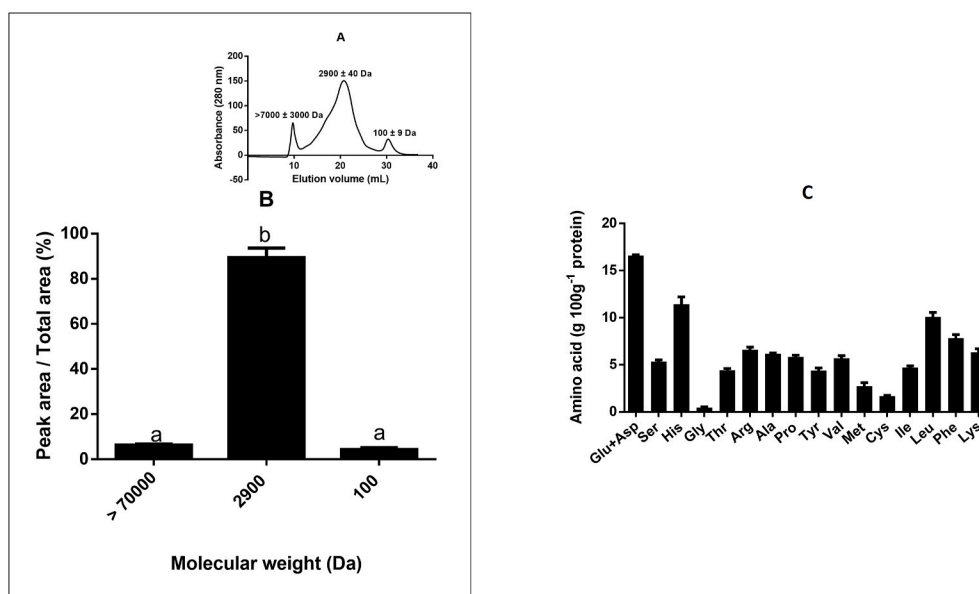 A
200
150
100
50
0
-50
Absorbance (280 nm)
>7000 ± 3000 Da
2900 ± 40 Da
100 ± 9 Da
10 20 30 40
Elution volume (mL)
B
100
80
60
40
20
0
Peak area / Total area (%)
a
b
a
> 70000
2900
100
Molecular weight (Da)
C
20
15
10
5
0
Amino acid (g 100g⁻¹ protein)
Glu+Asp
Ser
His
Gly
Thr
Arg
Ala
Pro
Tyr
Val
Met
Cys
Ile
Leu
Phe
Lys